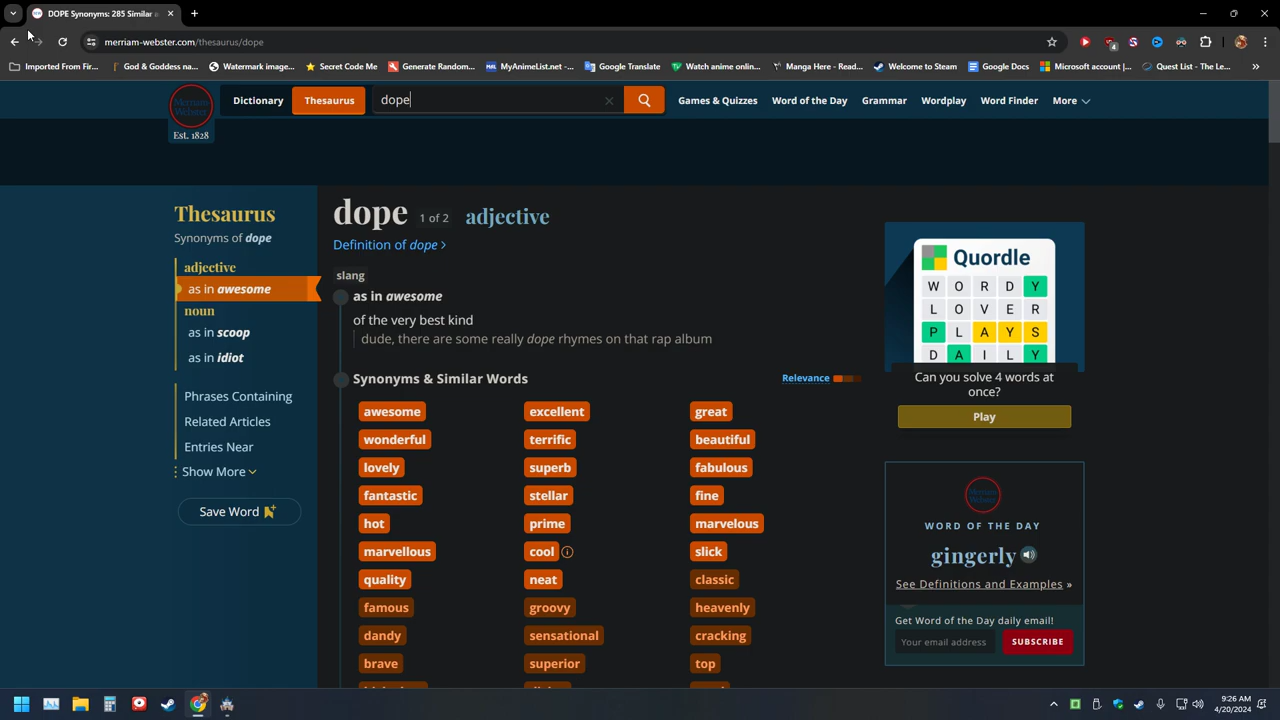 DOPE Synonyms: 285 Similar
merriam-webster.com/thesaurus/dope
Imported From Fir...
God & Goddess na...
Watermark image...
Secret Code Me
Generate Random...
MyAnimeList.net -...
Google Translate
Watch anime onlin...
Manga Here - Read...
Welcome to Steam
Google Docs
Microsoft Accoun...
Quest List - The Le...
Merriam-Webster
Est. 1828
Dictionary
Thesaurus
dope
Games & Quizzes
Word of the Day
Grammar
Wordplay
Word Finder
More
Thesaurus
Synonyms of dope
adjective
as in awesome
noun
as in scoop
as in idiot
Phrases Containing
Related Articles
Entries Near
Show More
Save Word
dope 1 of 2 adjective
Definition of dope >
slang
as in awesome
of the very best kind
dude, there are some really dope rhymes on that rap album
Synonyms & Similar Words
Relevance
awesome excellent great
wonderful terrific beautiful
lovely superb fabulous
fantastic stellar fine
hot prime marvelous
marvellous cool slick
quality neat classic
famous groovy heavenly
dandy sensational cracking
brave superior top
Quordle
W O R D Y
L O V E R
P L A Y S
D A I L Y
Can you solve 4 words at
once?
Play
Merriam-Webster
WORD OF THE DAY
gingerly
See Definitions and Examples »
Get Word of the Day daily email!
Your email address
SUBSCRIBE
9:26 AM
4/20/2024